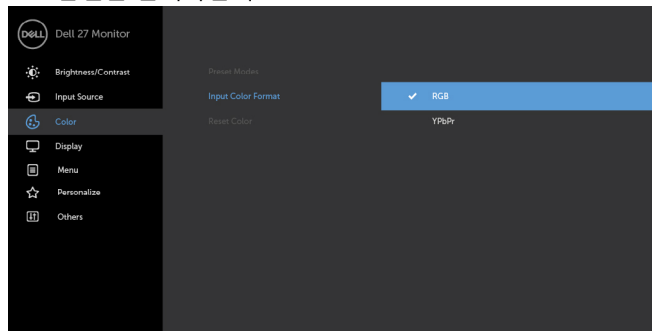 DELL
Dell 27 Monitor
Brightness/Contrast
Input Source
Color
Display
Menu
Personalize
Others
Preset Modes
Input Color Format
Reset Color
RGB
YPbPr